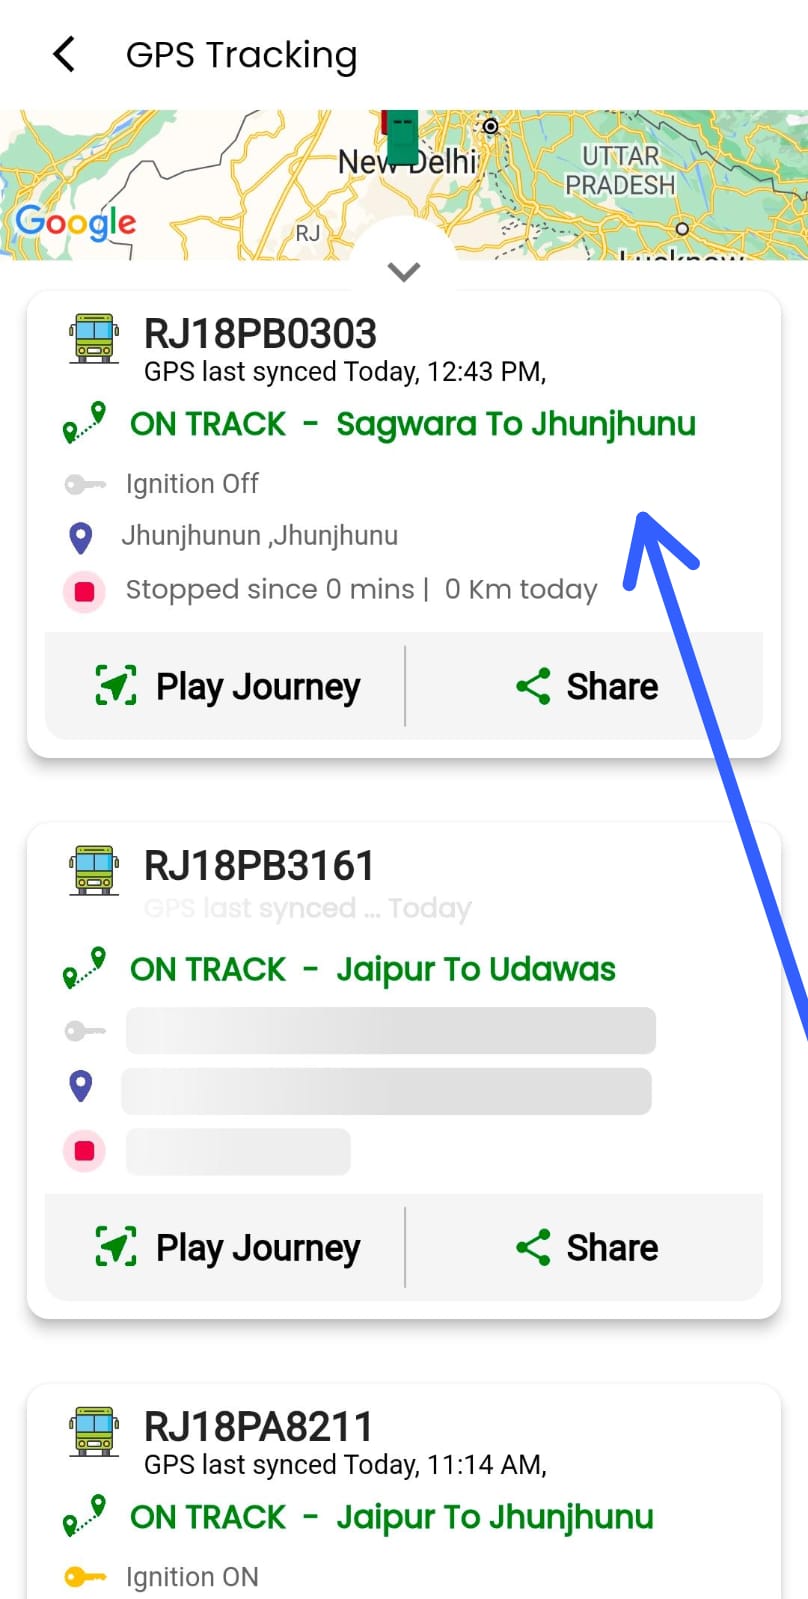 GPS Tracking
New Delhi
UTTAR
PRADESH
Google
RJ
Lucknow
RJ18PB0303
GPS last synced Today, 12:43 PM,
ON TRACK - Sagwara To Jhunjhunu
Ignition Off
Jhunjhunun ,Jhunjhunu
Stopped since 0 mins | 0 Km today
Play Journey
Share
RJ18PB3161
GPS last synced ... Today
ON TRACK - Jaipur To Udawas
Play Journey
Share
RJ18PA8211
GPS last synced Today, 11:14 AM,
ON TRACK - Jaipur To Jhunjhunu
Ignition ON